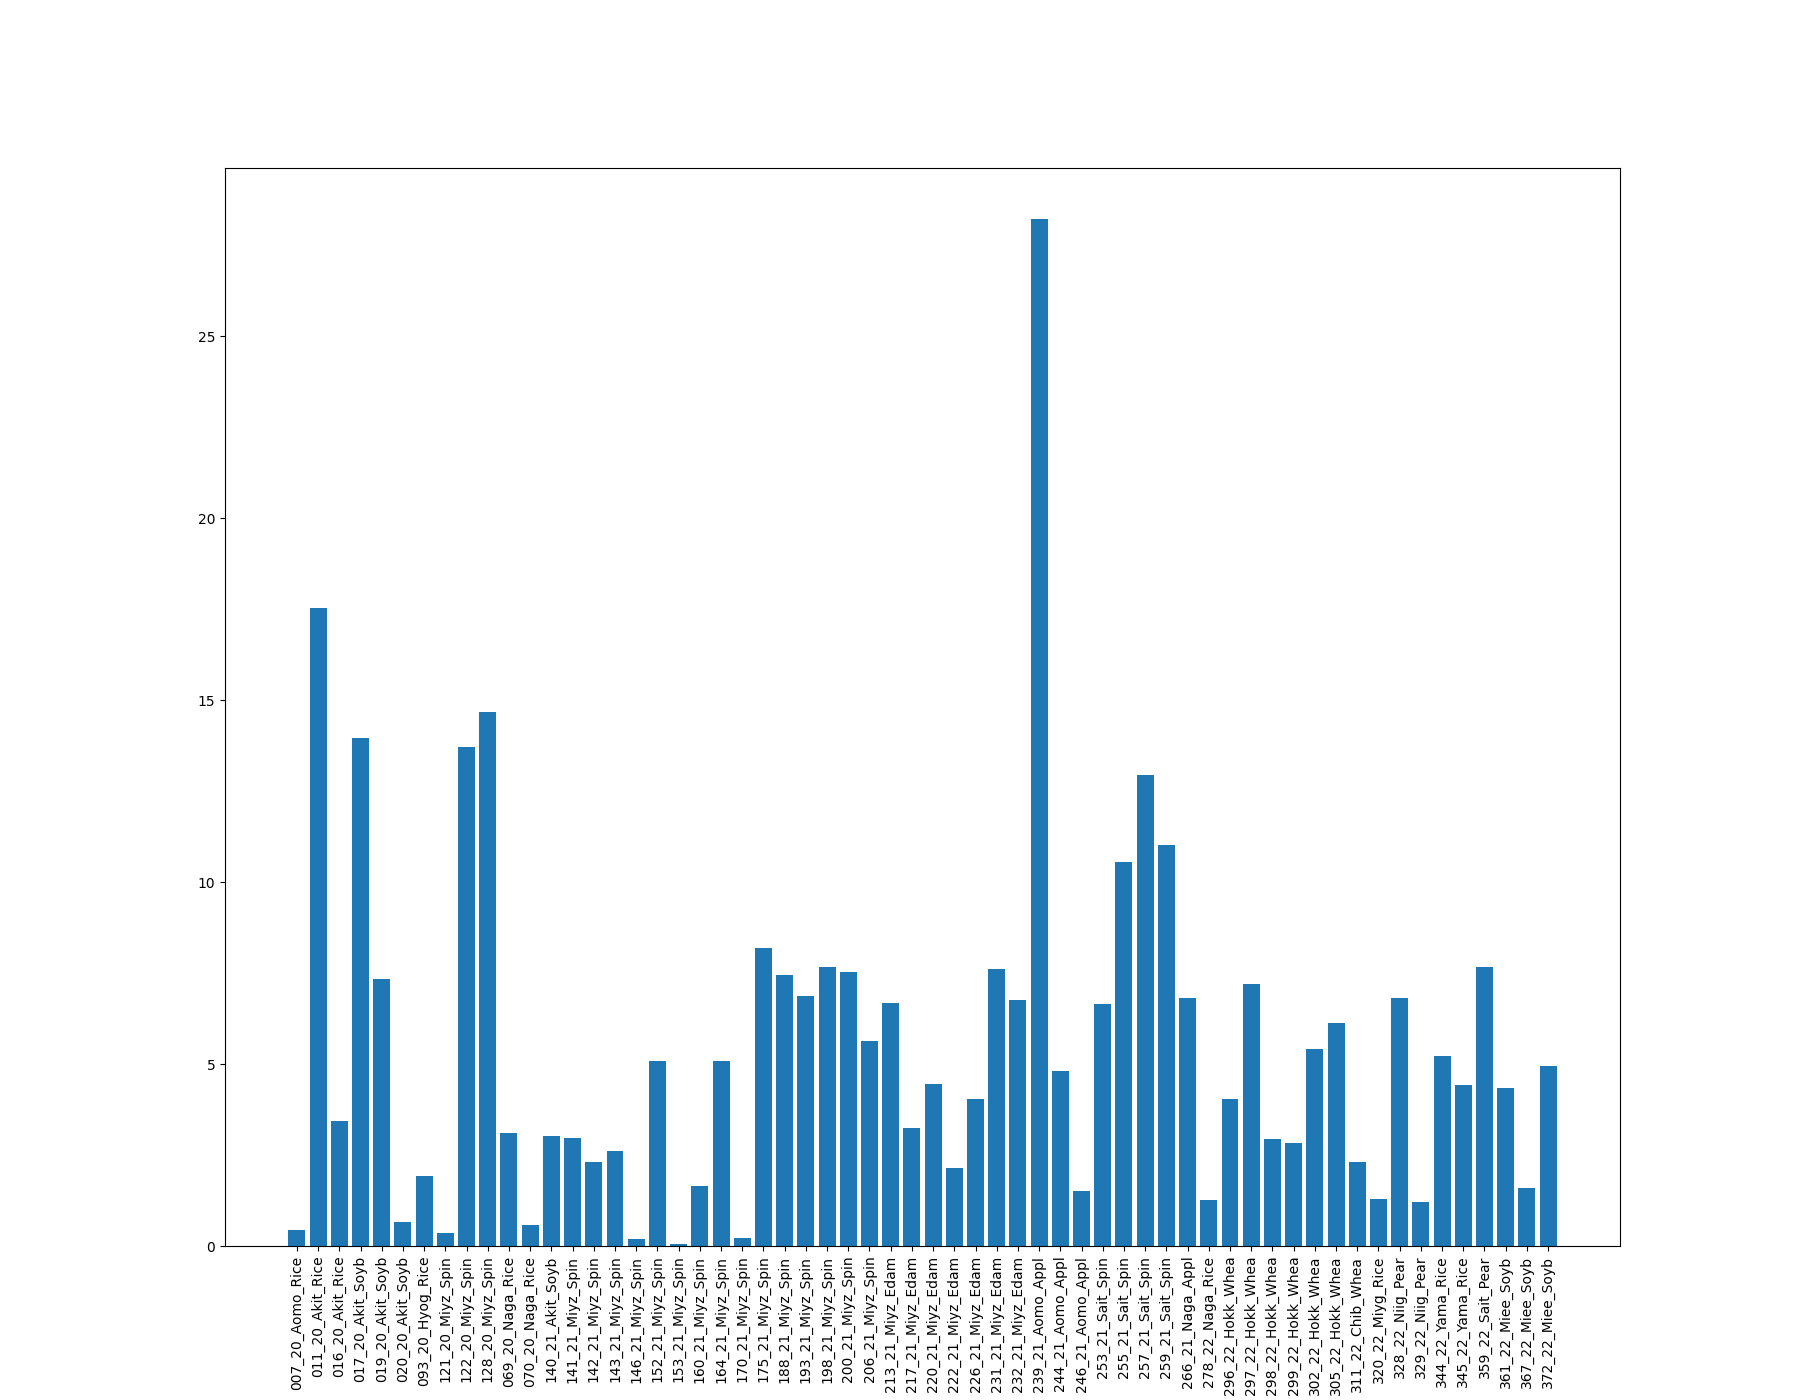 25
20
15
10
5
0
007_20_Aomo_Rice
011_20_Akit_Rice
016_20_Akit_Rice
017_20_Akit_Soyb
019_20_Akit_Soyb
020_20_Akit_Soyb
093_20_Hyog_Rice
121_20_Miyz_Spin
122_20_Miyz_Spin
128_20_Miyz_Spin
069_20_Naga_Rice
070_20_Naga_Rice
140_21_Akit_Soyb
141_21_Miyz_Spin
142_21_Miyz_Spin
143_21_Miyz_Spin
146_21_Miyz_Spin
152_21_Miyz_Spin
153_21_Miyz_Spin
160_21_Miyz_Spin
164_21_Miyz_Spin
170_21_Miyz_Spin
175_21_Miyz_Spin
188_21_Miyz_Spin
193_21_Miyz_Spin
198_21_Miyz_Spin
200_21_Miyz_Spin
206_21_Miyz_Spin
213_21_Miyz_Edam
217_21_Miyz_Edam
220_21_Miyz_Edam
222_21_Miyz_Edam
226_21_Miyz_Edam
231_21_Miyz_Edam
232_21_Miyz_Edam
239_21_Aomo_Appl
244_21_Aomo_Appl
246_21_Aomo_Appl
253_21_Sait_Spin
255_21_Sait_Spin
257_21_Sait_Spin
259_21_Sait_Spin
266_21_Naga_Appl
278_22_Naga_Rice
296_22_Hokk_Whea
297_22_Hokk_Whea
298_22_Hokk_Whea
299_22_Hokk_Whea
302_22_Hokk_Whea
305_22_Hokk_Whea
311_22_Chib_Whea
320_22_Miyg_Rice
328_22_Niig_Pear
329_22_Niig_Pear
344_22_Yama_Rice
345_22_Yama_Rice
359_22_Sait_Pear
361_22_Miee_Soyb
367_22_Miee_Soyb
372_22_Miee_Soyb